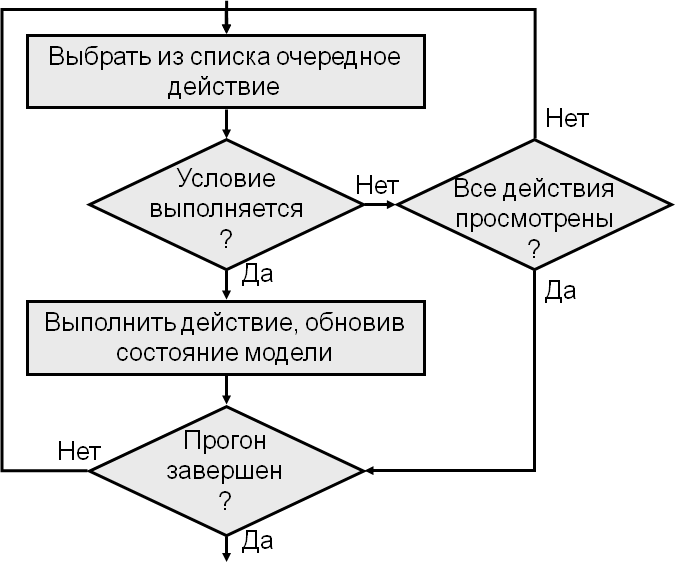 Выбрать из списка очередное
действие
Нет
Условие
выполняется
?
Нет
Все действия
просмотрены
?
Да
Да
Выполнить действие, обновив
состояние модели
Нет
Прогон
завершен
?
Да